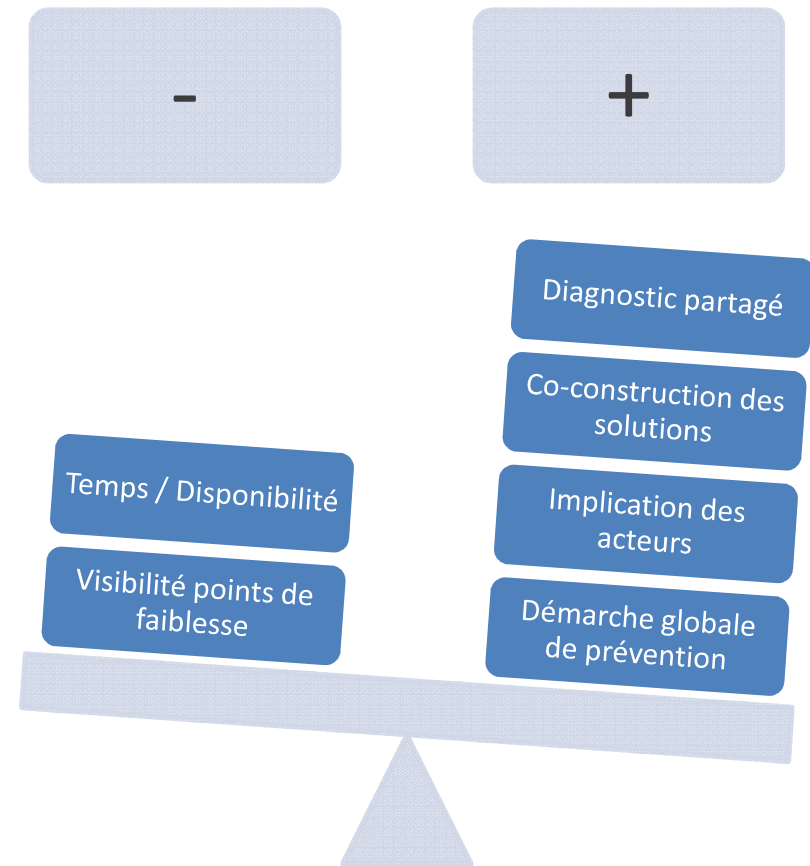 -
+
Temps / Disponibilité
Visibilité points de
faiblesse
Diagnostic partagé
Co-construction des
solutions
Implication des
acteurs
Démarche globale
de prévention